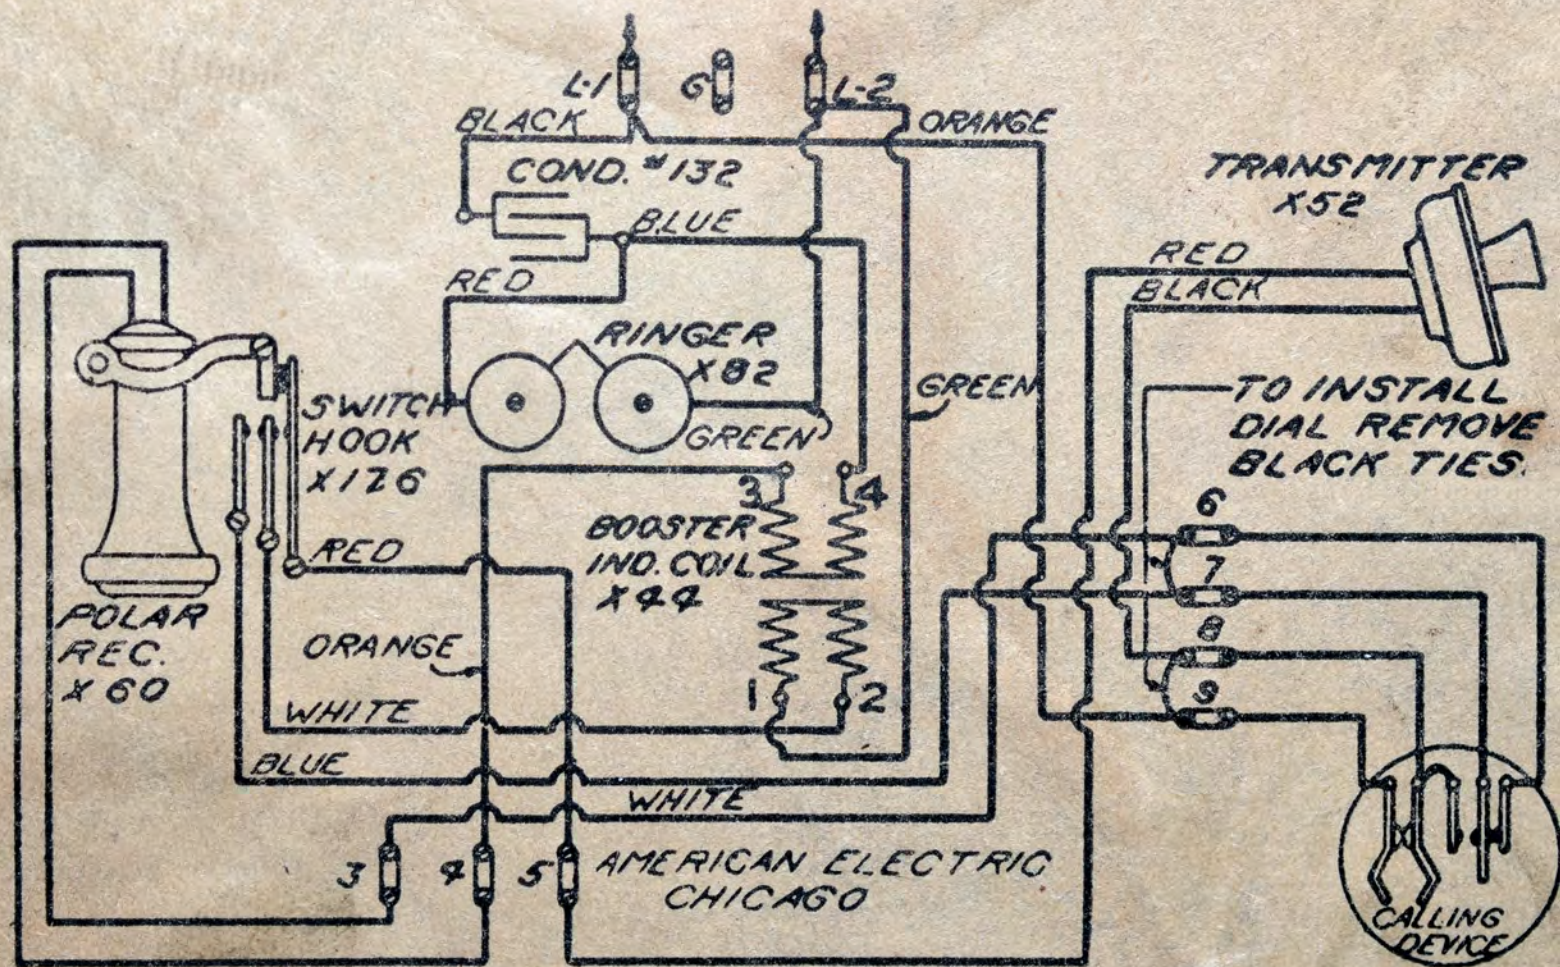 L-1
G
L-2
BLACK
ORANGE
COND. #132
TRANSMITTER
X52
BLUE
RED
RED
BLACK
RINGER
X82
SWITCH
HOOK
X126
GREEN
GREEN
TO INSTALL
DIAL REMOVE
BLACK TIES.
3
4
6
BOOSTER
IND. COIL
X44
RED
7
POLAR
REC.
X60
8
ORANGE
9
1
2
WHITE
BLUE
WHITE
3
4
5
AMERICAN ELECTRIC
CHICAGO
CALLING
DEVICE